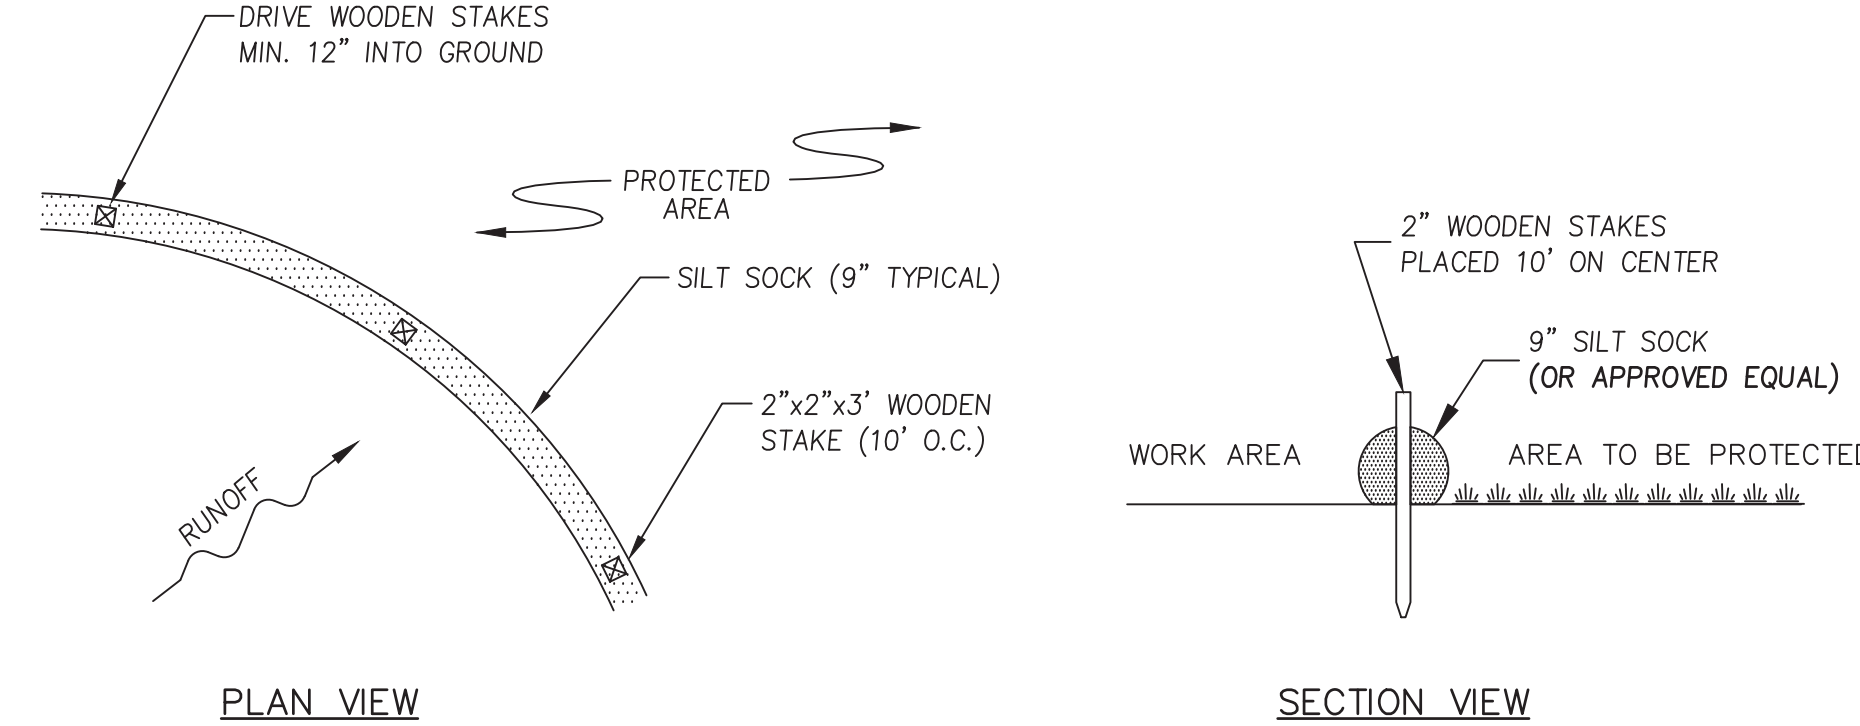 DRIVE WOODEN STAKES
MIN. 12" INTO GROUND
PROTECTED
AREA
SILT SOCK (9" TYPICAL)
2"x2"x3' WOODEN
STAKE (10' O.C.)
RUNOFF
PLAN VIEW
2" WOODEN STAKES
PLACED 10' ON CENTER
9" SILT SOCK
(OR APPROVED EQUAL)
WORK AREA
AREA TO BE PROTECTED
SECTION VIEW